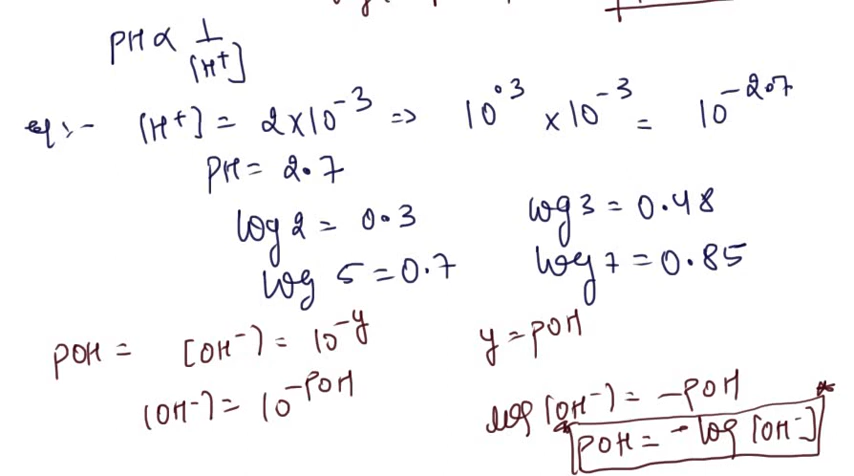 PH ∝ 1/[H+]
eg:- [H+] = 2×10^-3 => 10^0.3 × 10^-3 = 10^-2.7
PH = 2.7
log 2 = 0.3 log 3 = 0.48
log 5 = 0.7 log 7 = 0.85
POH = [OH-) = 10^-y y = POH
(OH-) = 10^-POH log [OH-) = -POH
POH = - log [OH-]